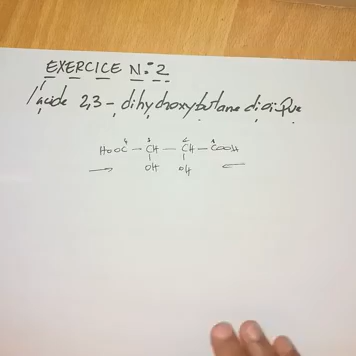 EXERCICE N°2
l'acide 2,3-dihydroxybutane dioïque
HOOC - CH - CH - COOH
OH OH